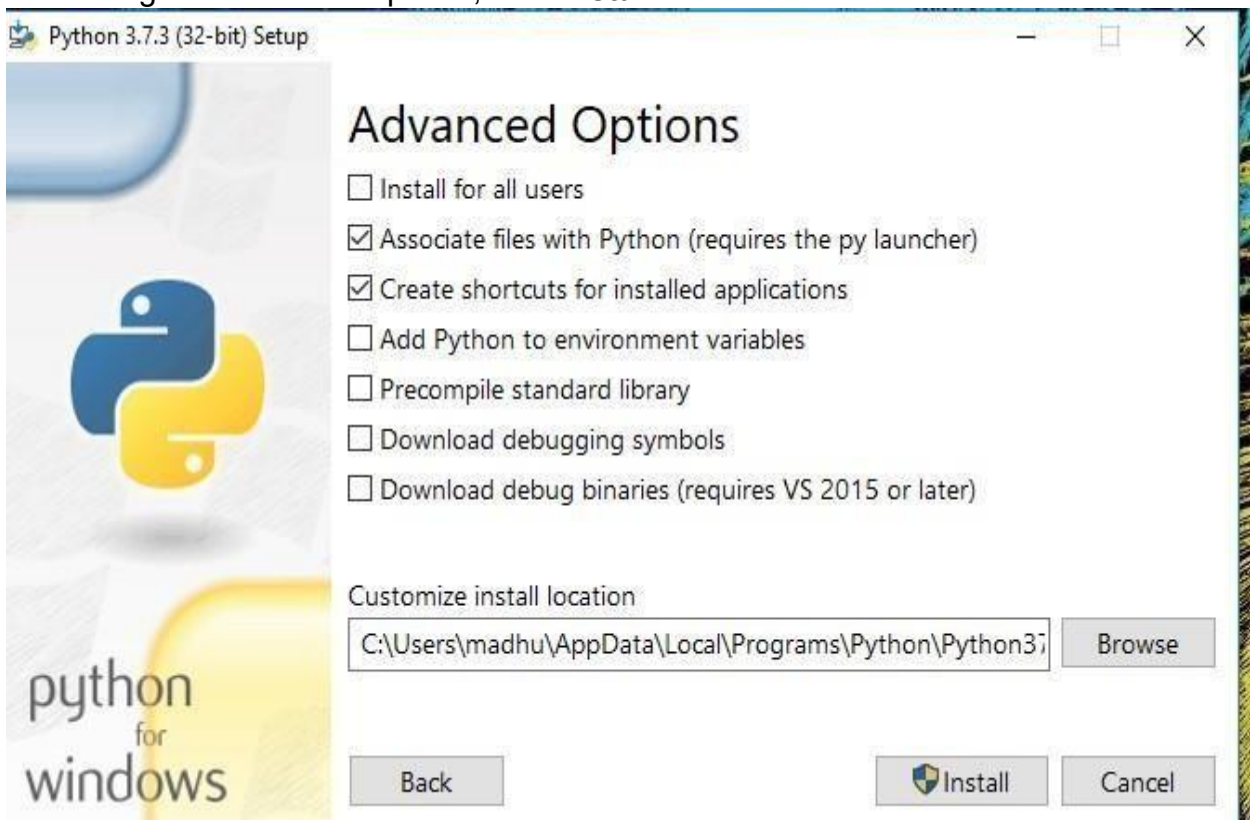 Python 3.7.3 (32-bit) Setup
Advanced Options
Install for all users
Associate files with Python (requires the py launcher)
Create shortcuts for installed applications
Add Python to environment variables
Precompile standard library
Download debugging symbols
Download debug binaries (requires VS 2015 or later)
Customize install location
C:\Users\madhu\AppData\Local\Programs\Python\Python37
Browse
python
for
windows
Back
Install
Cancel